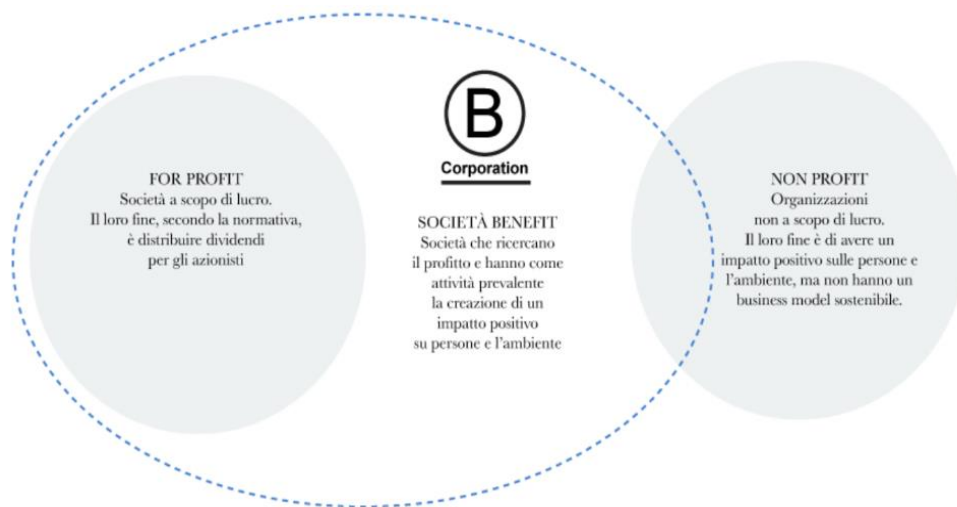 FOR PROFIT
Società a scopo di lucro.
Il loro fine, secondo la normativa,
è distribuire dividendi
per gli azionisti
B
Corporation
SOCIETÀ BENEFIT
Società che ricercano
il profitto e hanno come
attività prevalente
la creazione di un
impatto positivo
su persone e l'ambiente
NON PROFIT
Organizzazioni
non a scopo di lucro.
Il loro fine è di avere un
impatto positivo sulle persone e
l'ambiente, ma non hanno un
business model sostenibile.